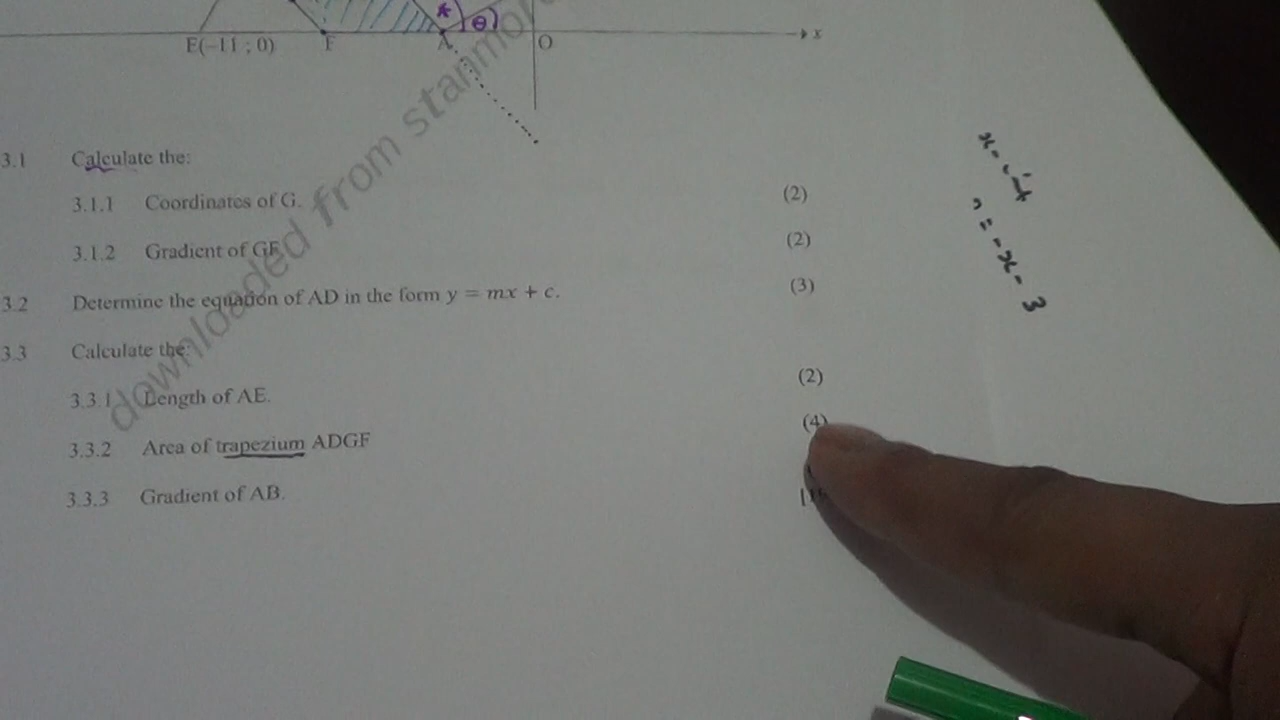 θ
E(−11 ; 0) F A O x
3.1 Calculate the:
3.1.1 Coordinates of G. (2)
3.1.2 Gradient of GF. (2)
3.2 Determine the equation of AD in the form y = mx + c. (3)
3.3 Calculate the:
3.3.1 Length of AE. (2)
3.3.2 Area of trapezium ADGF (4)
3.3.3 Gradient of AB.
downloaded from stanmor
x-int
= -x-3